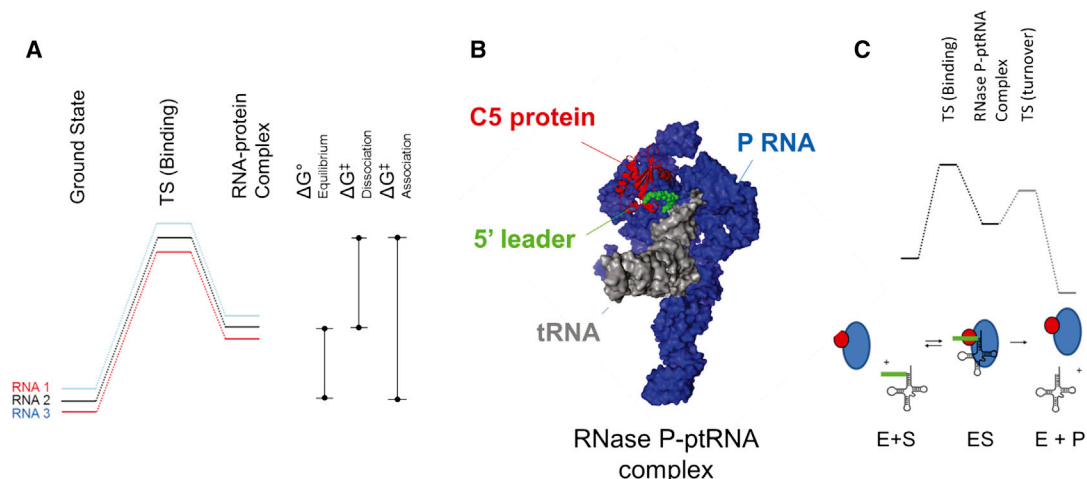 A
Ground State
TS (Binding)
RNA-protein
Complex
ΔG°
Equilibrium
ΔG‡
Dissociation
ΔG‡
Association
RNA 1
RNA 2
RNA 3
B
C5 protein
P RNA
5' leader
tRNA
RNase P-ptRNA
complex
C
TS (Binding)
RNase P-ptRNA
Complex
TS (turnover)
+
+
E+S
ES
E + P